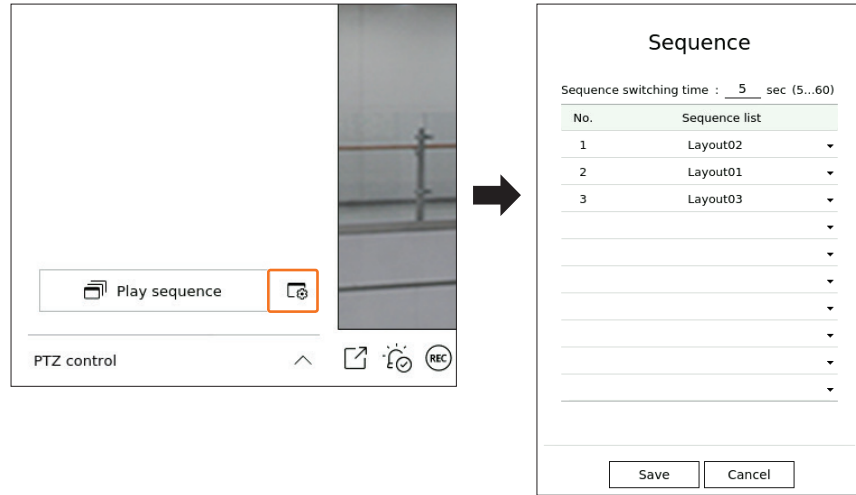 Play sequence
PTZ control
REC
Sequence
Sequence switching time : 5 sec (5...60)
No. Sequence list
1 Layout02
2 Layout01
3 Layout03
Save Cancel